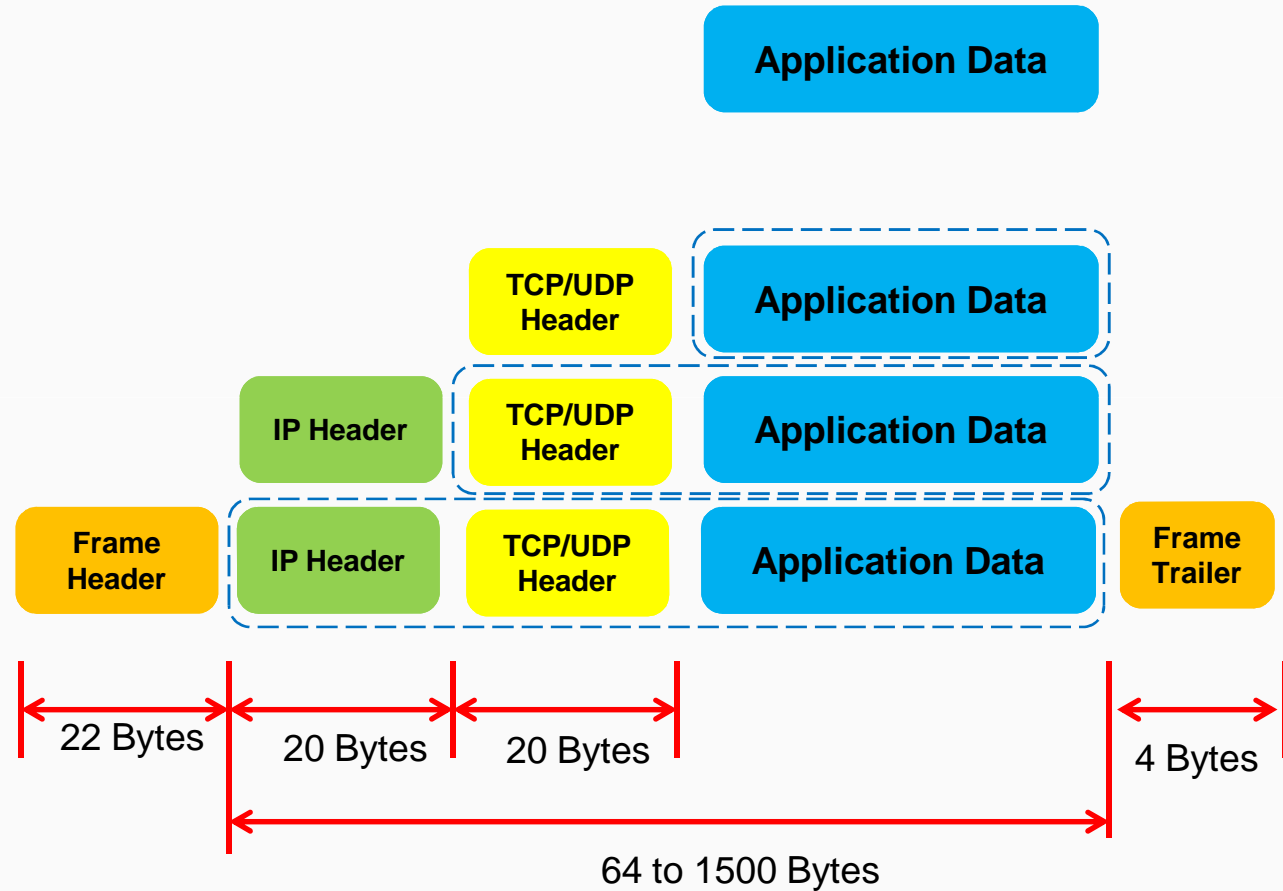 Application Data
TCP/UDP
Header
Application Data
IP Header
TCP/UDP
Header
Application Data
Frame
Header
IP Header
TCP/UDP
Header
Application Data
Frame
Trailer
22 Bytes
20 Bytes
20 Bytes
4 Bytes
64 to 1500 Bytes